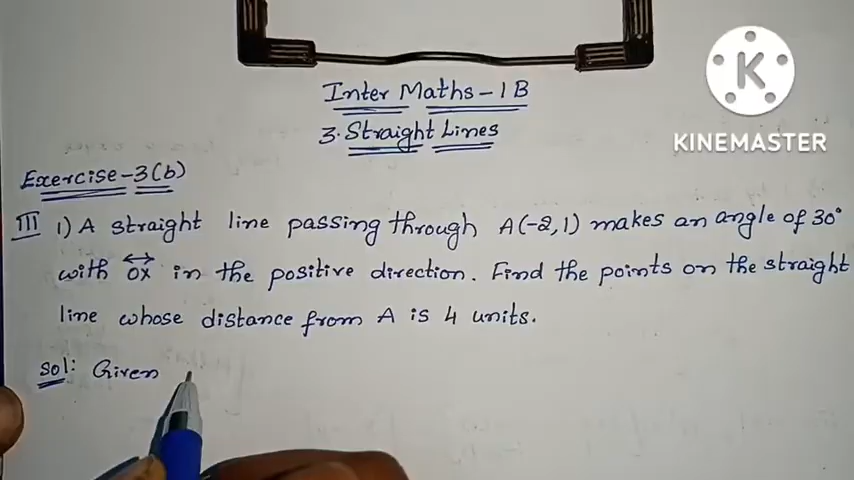 Inter Maths-1B
K
KINEMASTER
3. Straight Lines
Exercise-3(b)
III 1) A straight line passing through A(-2,1) makes an angle of 30°
with OX in the positive direction. Find the points on the straight
line whose distance from A is 4 units.
Sol: Given